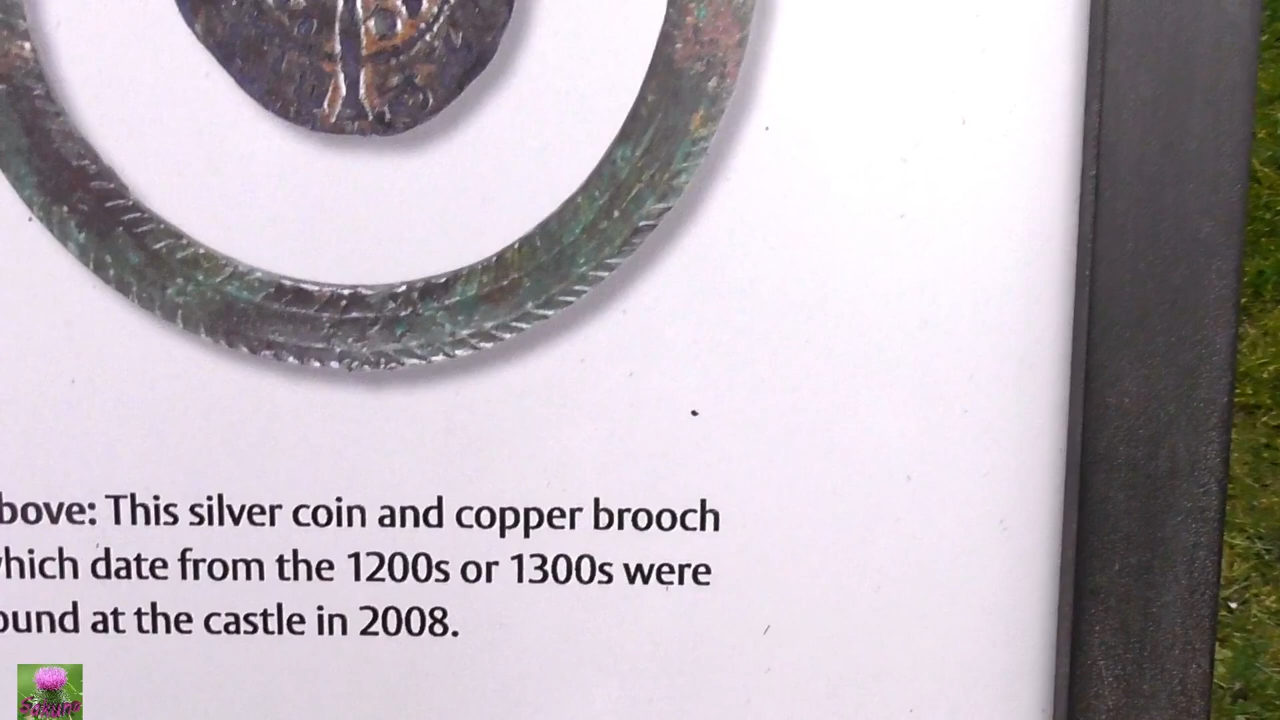 bove: This silver coin and copper brooch
hich date from the 1200s or 1300s were
ound at the castle in 2008.
Sakura